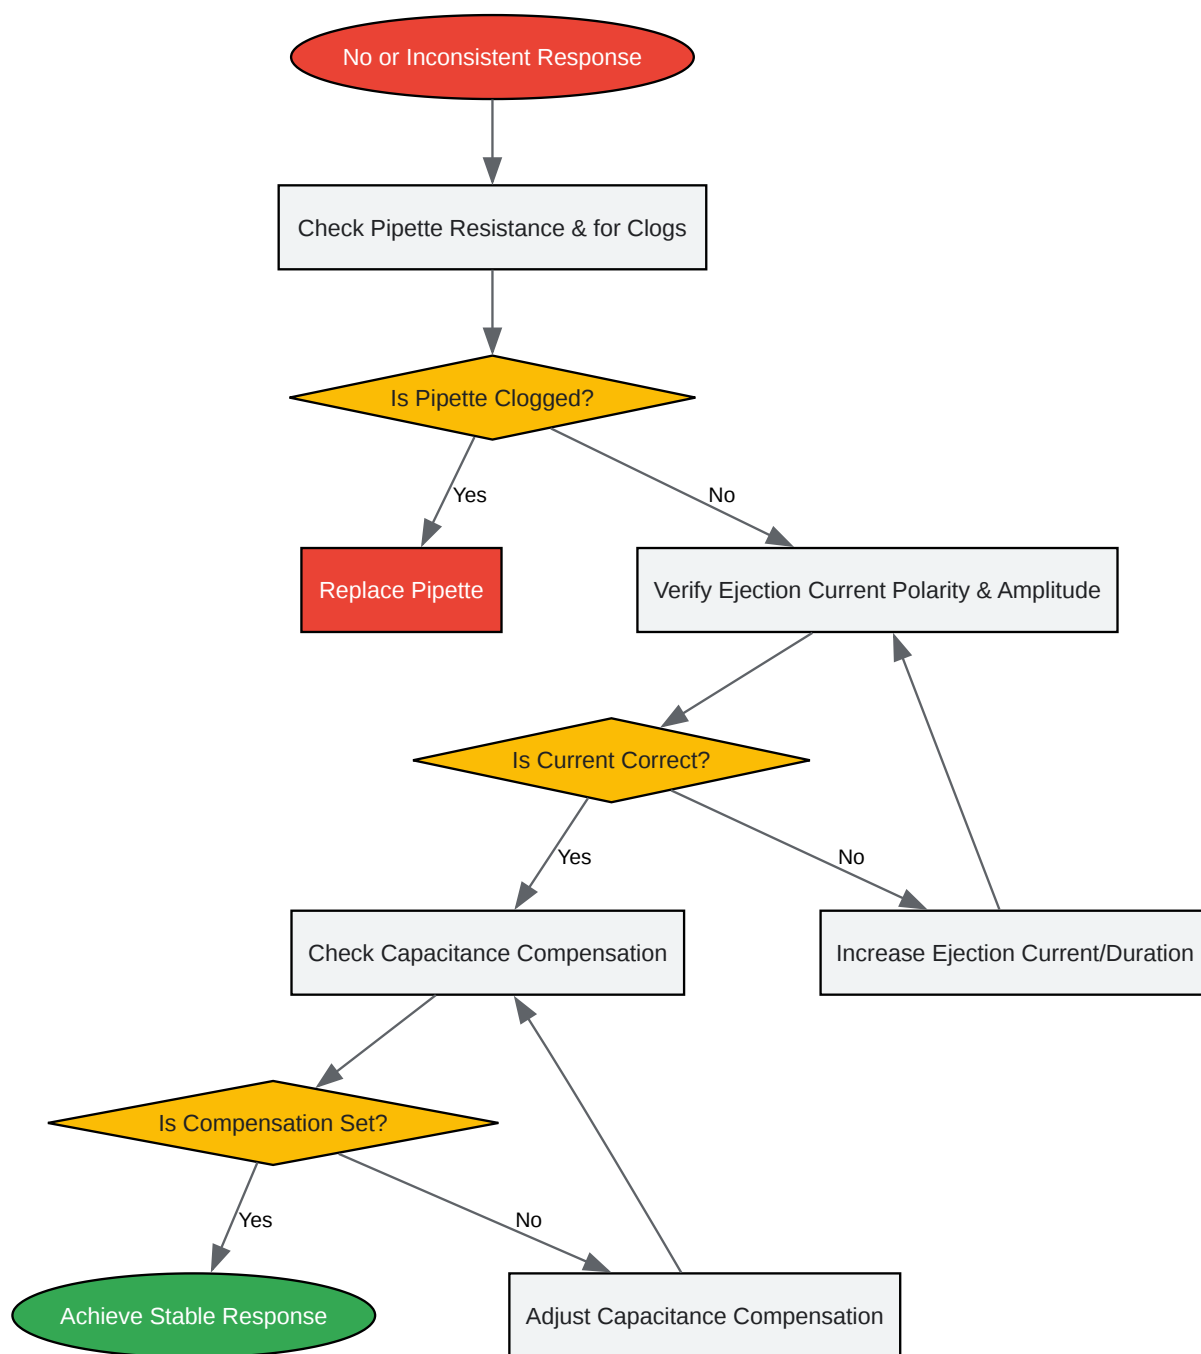 No or Inconsistent Response
Check Pipette Resistance & for Clogs
Is Pipette Clogged?
Yes
No
Replace Pipette
Verify Ejection Current Polarity & Amplitude
Is Current Correct?
Yes
No
Check Capacitance Compensation
Increase Ejection Current/Duration
Is Compensation Set?
Yes
No
Achieve Stable Response
Adjust Capacitance Compensation